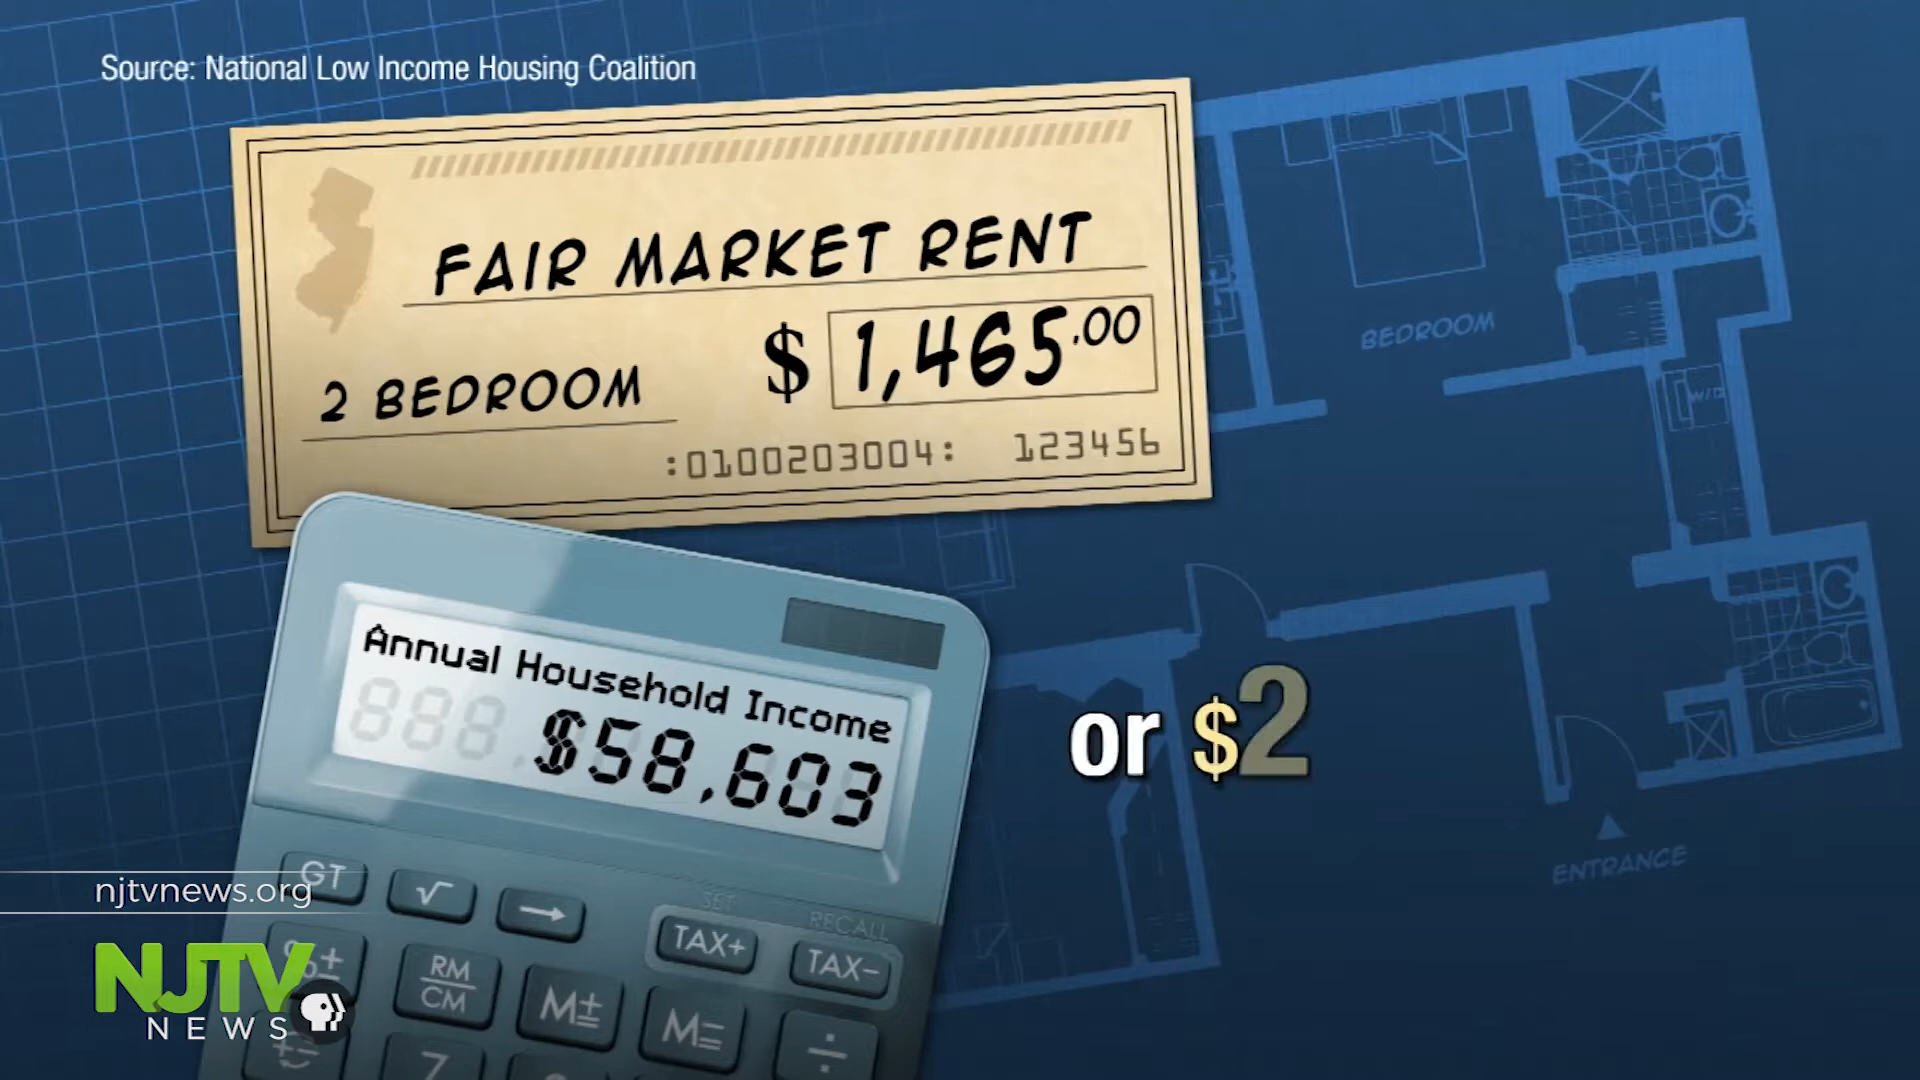 Source: National Low Income Housing Coalition
FAIR MARKET RENT
2 BEDROOM
$ 1,465.00
:0100203004: 123456
BEDROOM
W/D
Annual Household Income
$58,603
or $2
ENTRANCE
njtvnews.org
GT
√
→
SET
RECALL
TAX+
TAX−
RM
CM
M±
M=
÷
7
NJTV
NEWS